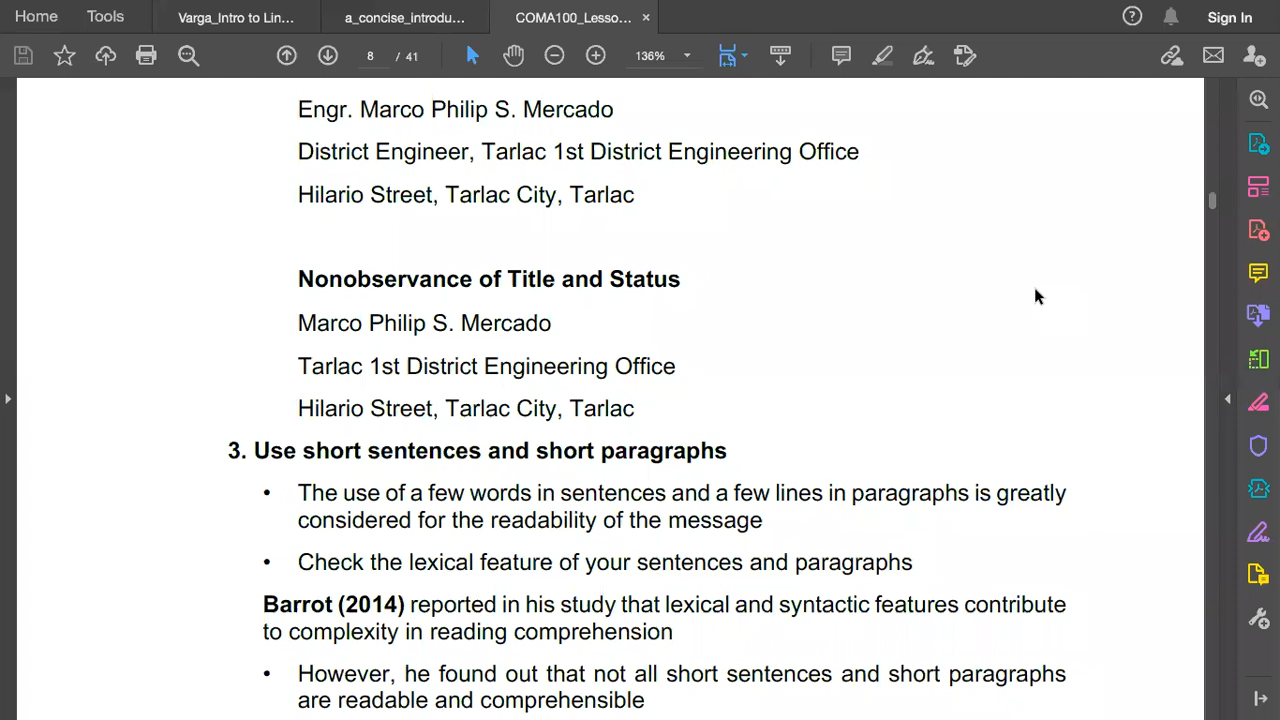 Home
Tools
Varga_Intro to Lin...
a_concise_introdu...
COMA100_Lesso... ×
Sign In
8 / 41
136%
Engr. Marco Philip S. Mercado
District Engineer, Tarlac 1st District Engineering Office
Hilario Street, Tarlac City, Tarlac
Nonobservance of Title and Status
Marco Philip S. Mercado
Tarlac 1st District Engineering Office
Hilario Street, Tarlac City, Tarlac
3. Use short sentences and short paragraphs
• The use of a few words in sentences and a few lines in paragraphs is greatly
considered for the readability of the message
• Check the lexical feature of your sentences and paragraphs
Barrot (2014) reported in his study that lexical and syntactic features contribute
to complexity in reading comprehension
• However, he found out that not all short sentences and short paragraphs
are readable and comprehensible